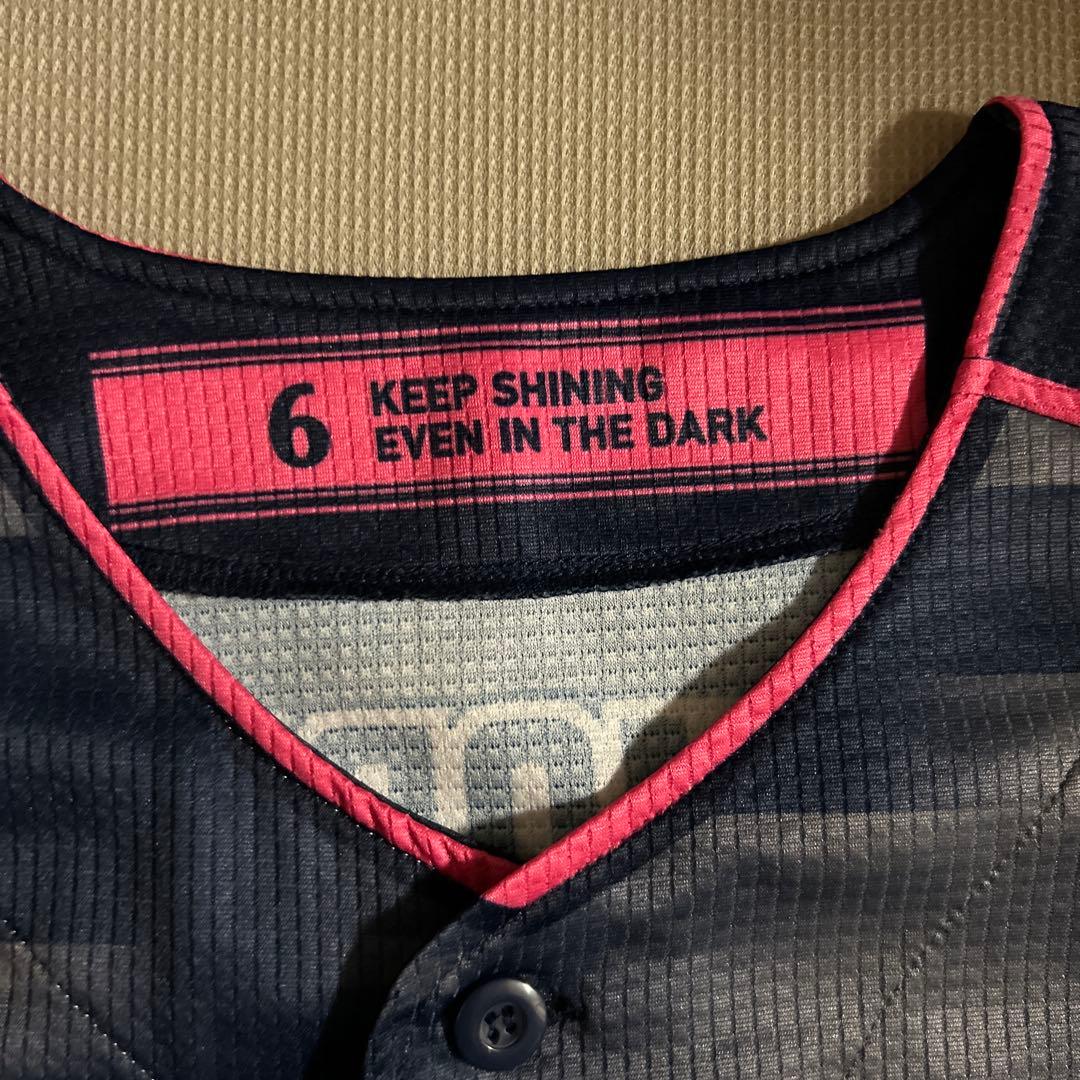 6
KEEP SHINING
EVEN IN THE DARK